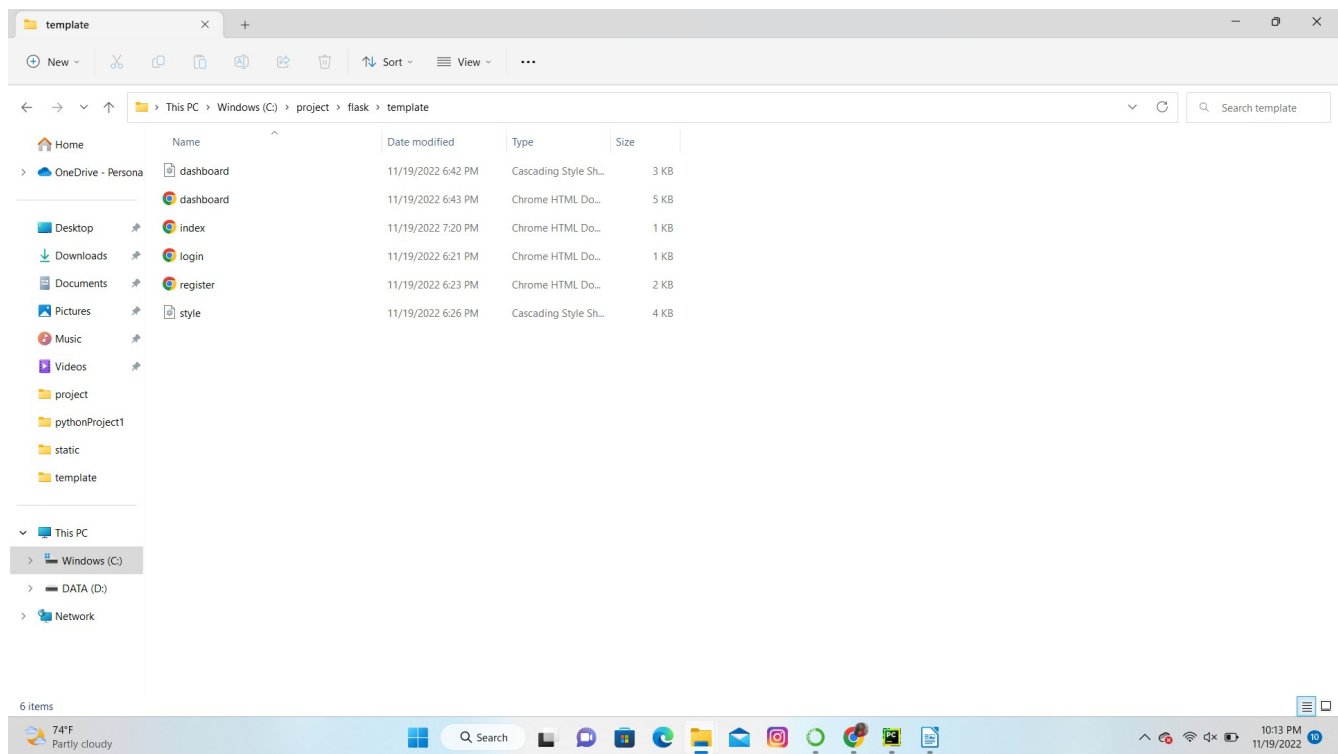 template
New
Sort
View
This PC > Windows (C:) > project > flask > template
Search template
Home
OneDrive - Persona
Desktop
Downloads
Documents
Pictures
Music
Videos
project
pythonProject1
static
template
This PC
Windows (C:)
DATA (D:)
Network
Name Date modified Type Size
dashboard 11/19/2022 6:42 PM Cascading Style Sh... 3 KB
dashboard 11/19/2022 6:43 PM Chrome HTML Do... 5 KB
index 11/19/2022 7:20 PM Chrome HTML Do... 1 KB
login 11/19/2022 6:21 PM Chrome HTML Do... 1 KB
register 11/19/2022 6:23 PM Chrome HTML Do... 2 KB
style 11/19/2022 6:26 PM Cascading Style Sh... 4 KB
6 items
74°F
Partly cloudy
Search
PC
10:13 PM
11/19/2022
10